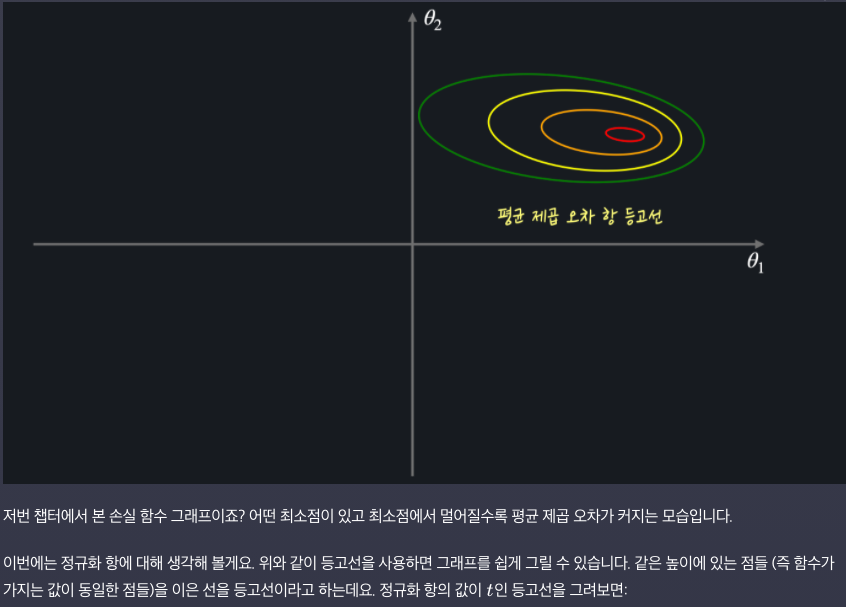 θ₂
평균 제곱 오차 항 등고선
θ₁
저번 챕터에서 본 손실 함수 그래프이죠? 어떤 최소점이 있고 최소점에서 멀어질수록 평균 제곱 오차가 커지는 모습입니다.
이번에는 정규화 항에 대해 생각해 볼게요. 위와 같이 등고선을 사용하면 그래프를 쉽게 그릴 수 있습니다. 같은 높이에 있는 점들 (즉 함수가
가지는 값이 동일한 점들)을 이은 선을 등고선이라고 하는데요. 정규화 항의 값이 t인 등고선을 그려보면: